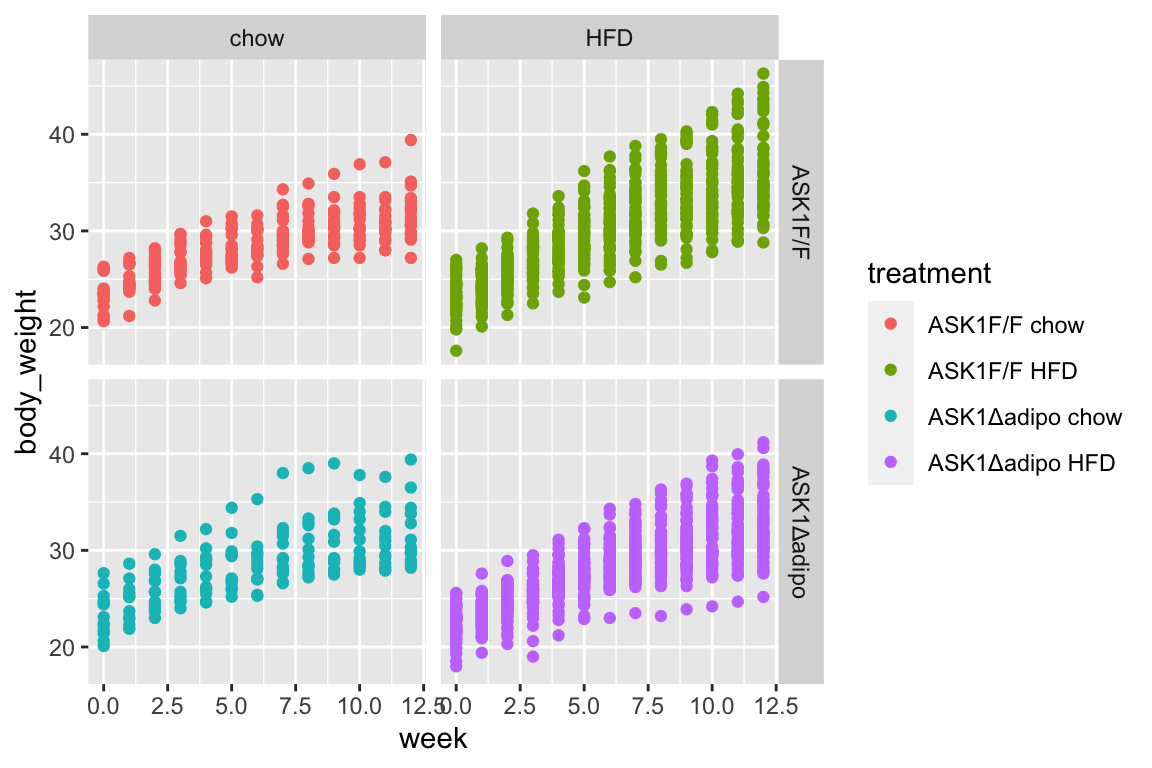 chow
HFD
40
30
20
ASK1F/F
40
30
20
ASK1Δadipo
0.0 2.5 5.0 7.5 10.0 12.5
0.0 2.5 5.0 7.5 10.0 12.5
week
body_weight
treatment
ASK1F/F chow
ASK1F/F HFD
ASK1Δadipo chow
ASK1Δadipo HFD